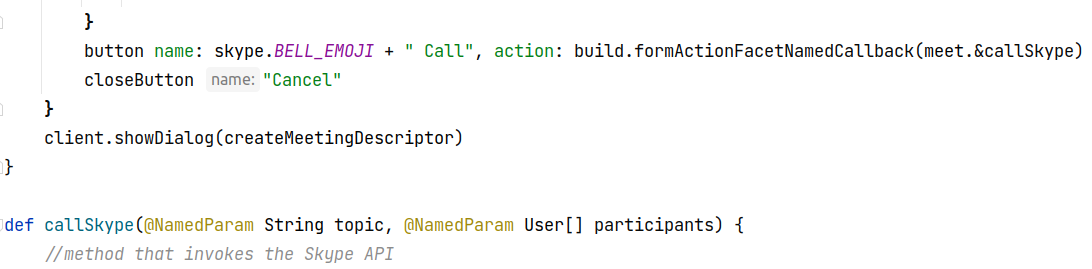 }
button name: skype.BELL_EMOJI + " Call", action: build.formActionFacetNamedCallback(meet.&callSkype)
closeButton name: "Cancel"
}
client.showDialog(createMeetingDescriptor)
}
def callSkype(@NamedParam String topic, @NamedParam User[] participants) {
//method that invokes the Skype API